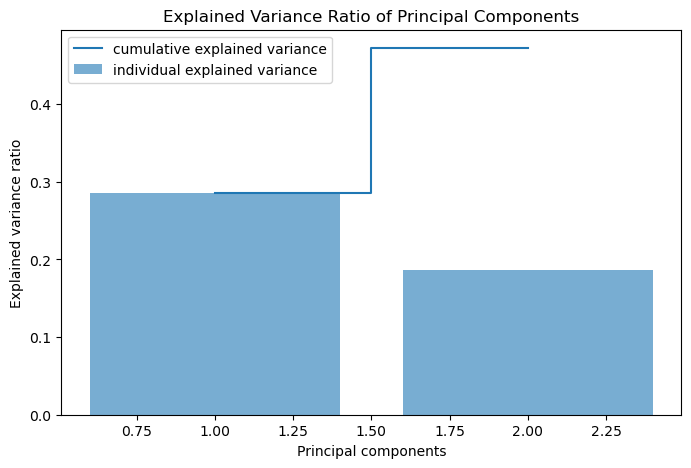 Explained Variance Ratio of Principal Components
cumulative explained variance
individual explained variance
Explained variance ratio
0.4
0.3
0.2
0.1
0.0
0.75
1.00
1.25
1.50
1.75
2.00
2.25
Principal components